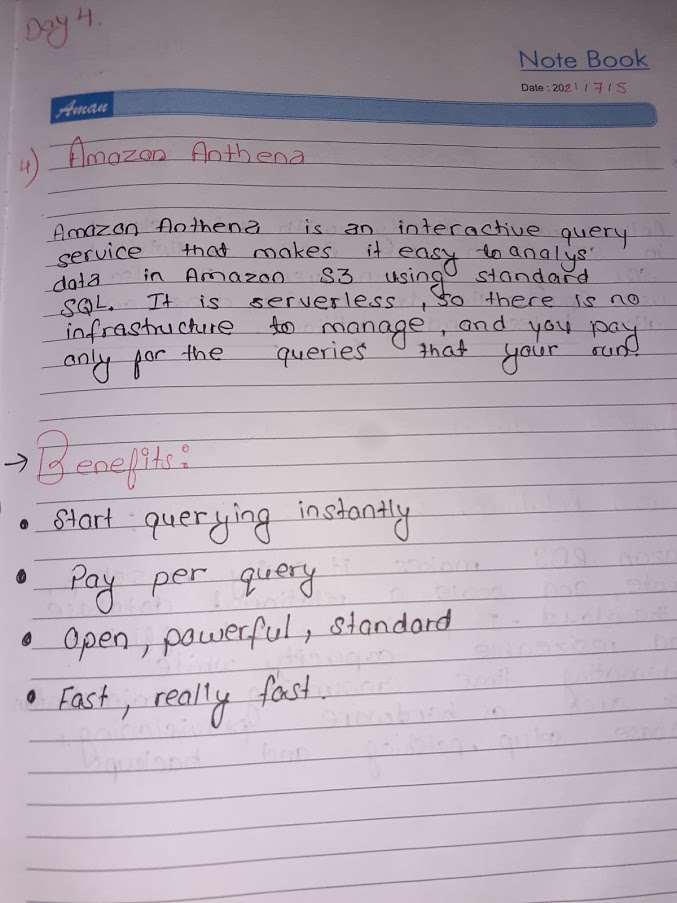 Day 4.
Note Book
Date : 2021 / 7 / 5
Aman
4) Amazon Anthena
Amazon Anthena is an interactive query
service that makes it easy to analys
data in Amazon S3 using standard
SQL. It is serverless, so there is no
infrastructure to manage, and you pay
only for the queries that your run.
→ Benefits:
• Start querying instantly
• Pay per query
• Open, powerful, standard
• Fast, really fast.